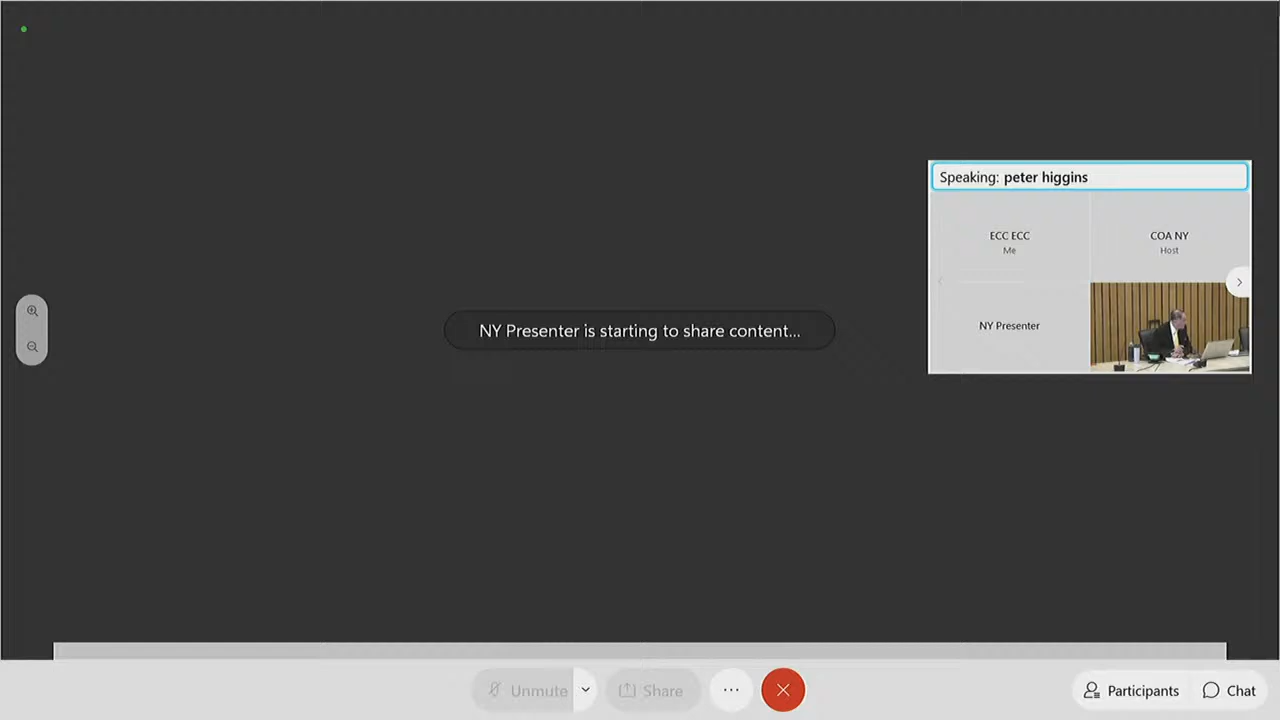 Speaking: peter higgins
ECC ECC
Me
COA NY
Host
NY Presenter
NY Presenter is starting to share content...
Unmute
Share
Participants
Chat